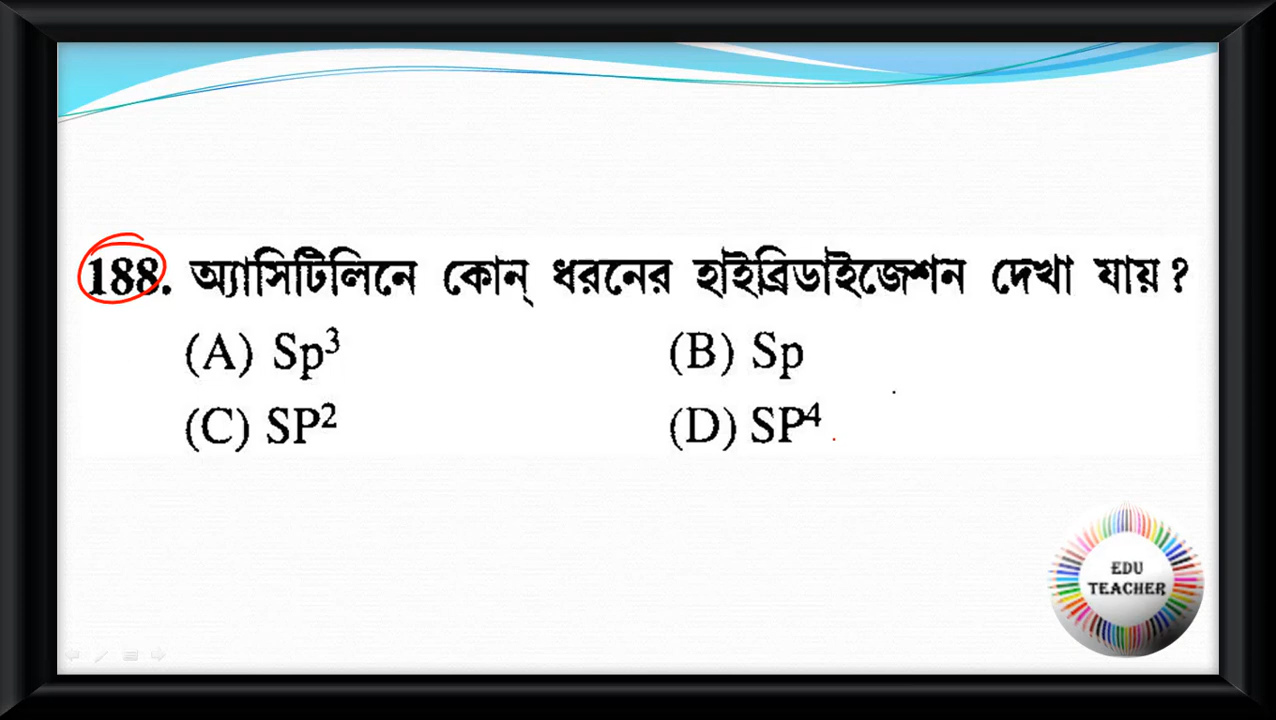 188. অ্যাসিটিলিনে কোন্ ধরনের হাইব্রিডাইজেশন দেখা যায় ?
(A) Sp³ (B) Sp
(C) SP² (D) SP⁴
EDU
TEACHER